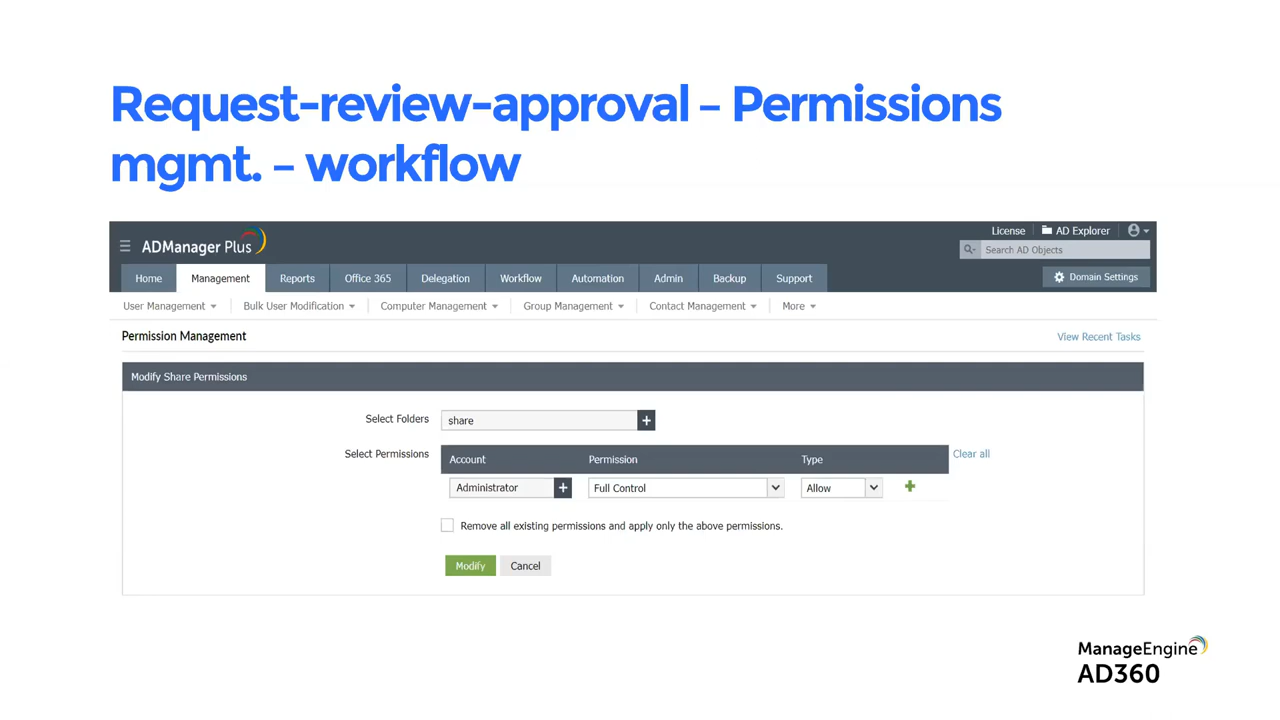 Request-review-approval – Permissions
mgmt. – workflow
License AD Explorer
ADManager Plus
Search AD Objects
Home Management Reports Office 365 Delegation Workflow Automation Admin Backup Support Domain Settings
User Management Bulk User Modification Computer Management Group Management Contact Management More
Permission Management View Recent Tasks
Modify Share Permissions
Select Folders share
Select Permissions Account Permission Type Clear all
Administrator Full Control Allow
Remove all existing permissions and apply only the above permissions.
Modify Cancel
ManageEngine
AD360